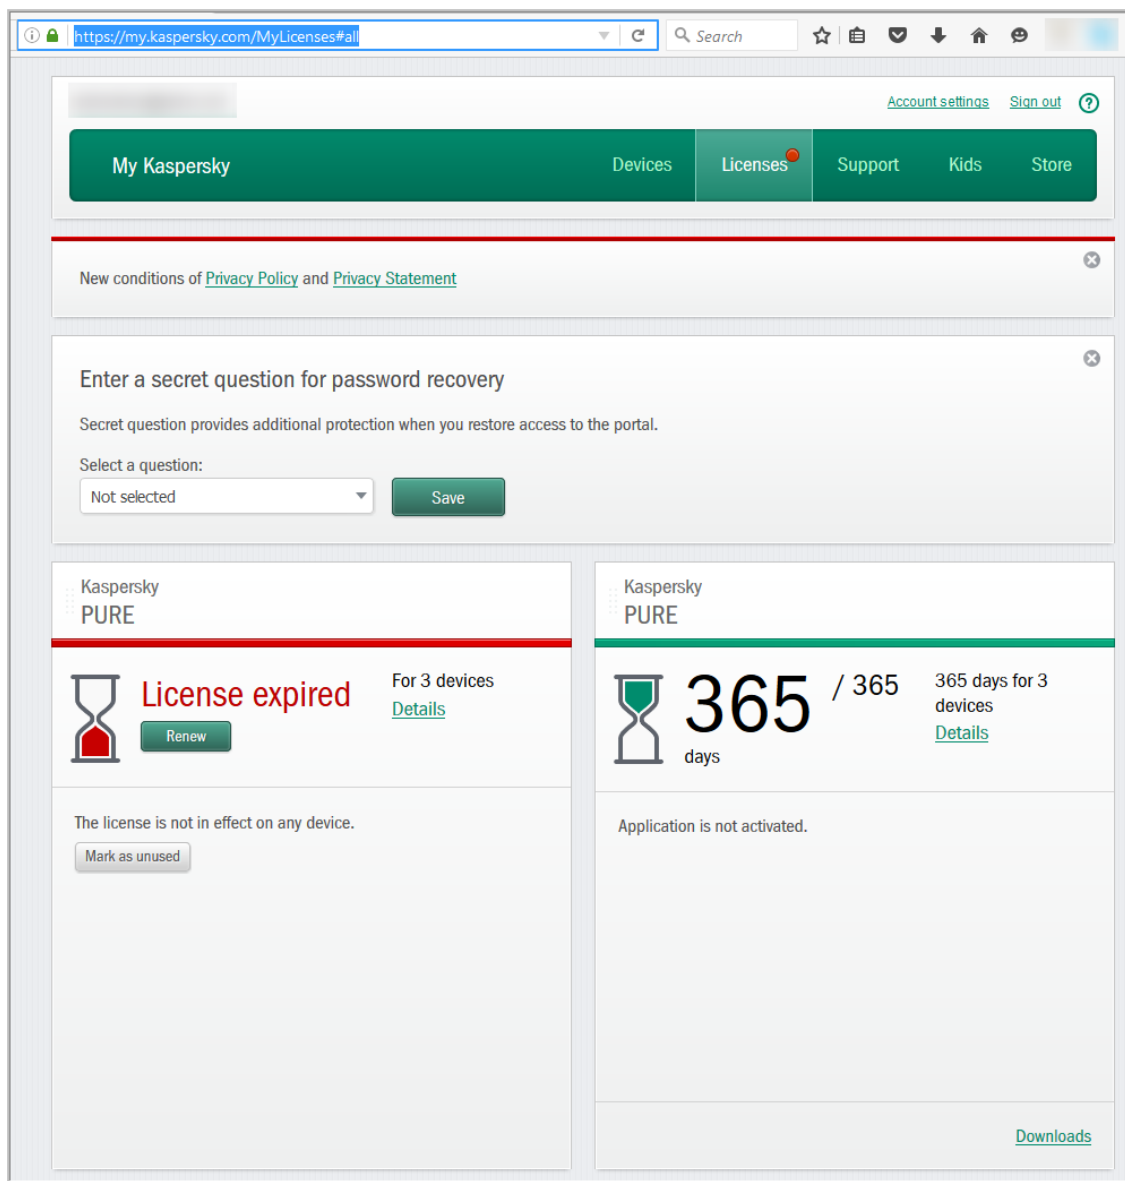 https://my.kaspersky.com/MyLicenses#all
Search
Account settings Sign out ?
My Kaspersky Devices Licenses Support Kids Store
New conditions of Privacy Policy and Privacy Statement
Enter a secret question for password recovery
Secret question provides additional protection when you restore access to the portal.
Select a question:
Not selected
Save
Kaspersky
PURE
License expired
Renew
For 3 devices
Details
The license is not in effect on any device.
Mark as unused
Kaspersky
PURE
365 / 365
days
365 days for 3
devices
Details
Application is not activated.
Downloads